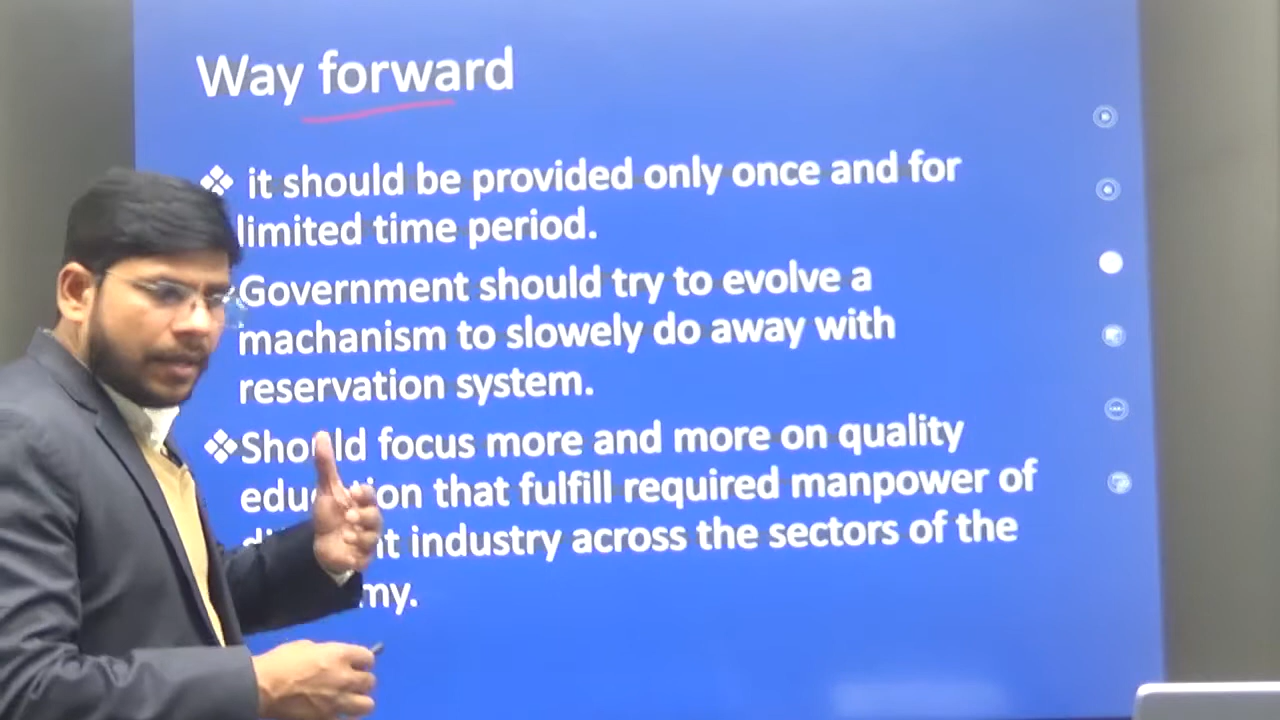 Way forward
it should be provided only once and for
limited time period.
Government should try to evolve a
machanism to slowely do away with
reservation system.
Should focus more and more on quality
education that fulfill required manpower of
industry across the sectors of the